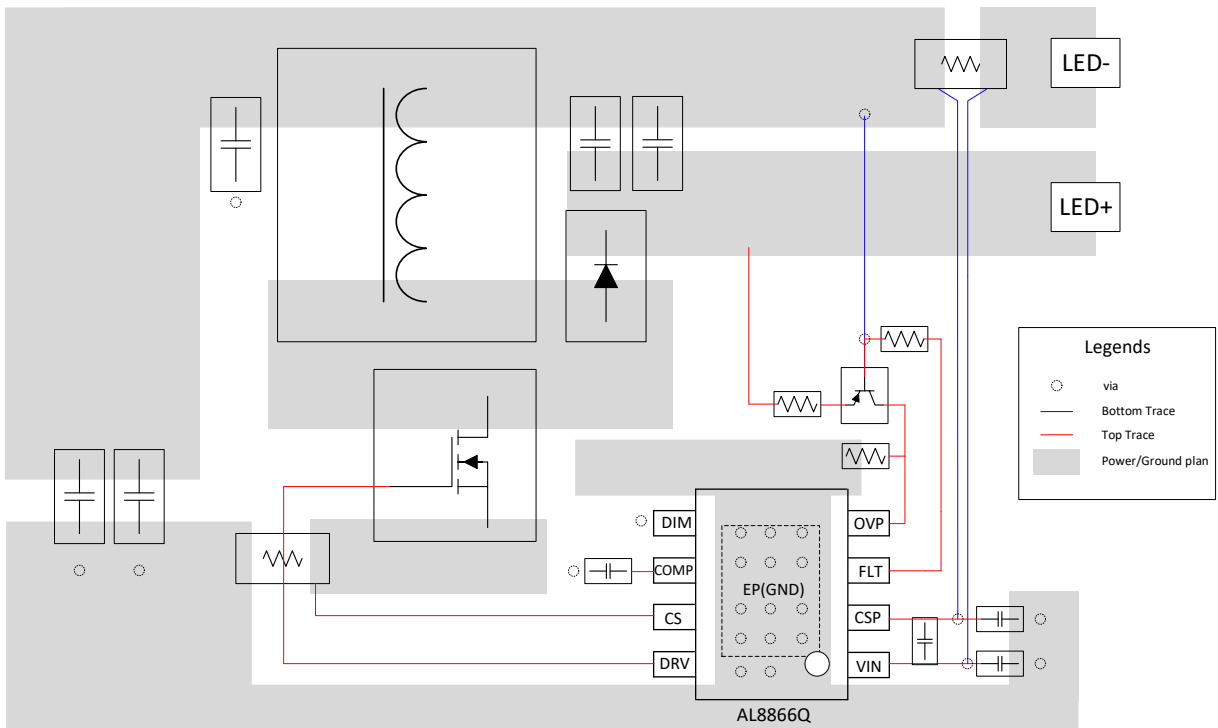 LED-
LED+
Legends
via
Bottom Trace
Top Trace
Power/Ground plan
DIM
OVP
COMP
EP(GND)
FLT
CS
CSP
DRV
VIN
AL8866Q